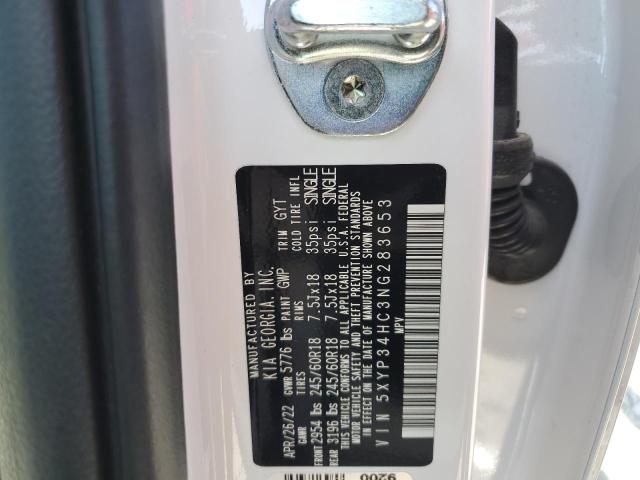 MANUFACTURED BY
KIA GEORGIA, INC.
APR/26/22 GVWR 5776 lbs PAINT GWP TRIM GYT
GAWR TIRES RIMS COLD TIRE INFL
FRONT 2954 lbs 245/60R18 7.5Jx18 35psi SINGLE
REAR 3196 lbs 245/60R18 7.5Jx18 35psi SINGLE
THIS VEHICLE CONFORMS TO ALL APPLICABLE U.S.A. FEDERAL
MOTOR VEHICLE SAFETY AND THEFT PREVENTION STANDARDS
IN EFFECT ON THE DATE OF MANUFACTURE SHOWN ABOVE
VIN 5XYP34HC3NG283653
MPV
9200